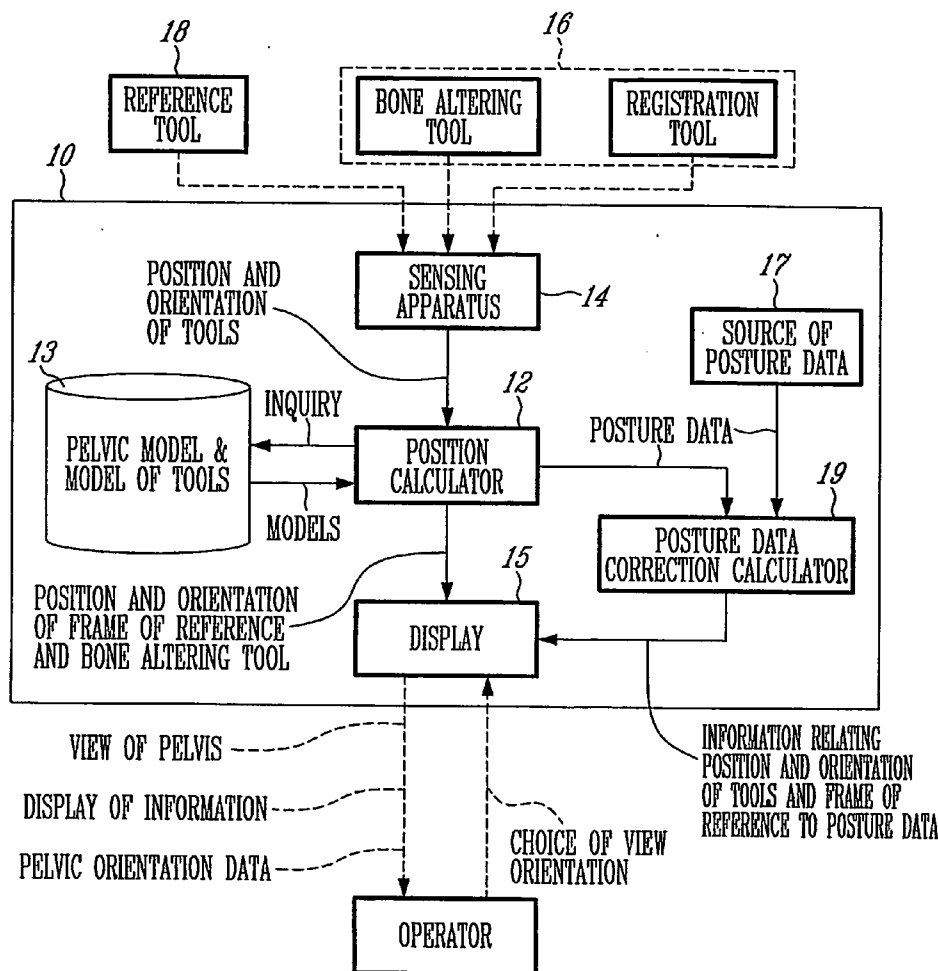 18
16
REFERENCE
TOOL
BONE ALTERING
TOOL
REGISTRATION
TOOL
10
POSITION AND
ORIENTATION
OF TOOLS
SENSING
APPARATUS
14
17
SOURCE OF
POSTURE DATA
13
PELVIC MODEL &
MODEL OF TOOLS
INQUIRY
MODELS
12
POSITION
CALCULATOR
POSTURE DATA
19
POSTURE DATA
CORRECTION CALCULATOR
POSITION AND ORIENTATION
OF FRAME OF REFERENCE
AND BONE ALTERING TOOL
15
DISPLAY
VIEW OF PELVIS
DISPLAY OF INFORMATION
PELVIC ORIENTATION DATA
CHOICE OF VIEW
ORIENTATION
INFORMATION RELATING
POSITION AND ORIENTATION
OF TOOLS AND FRAME OF
REFERENCE TO POSTURE DATA
OPERATOR